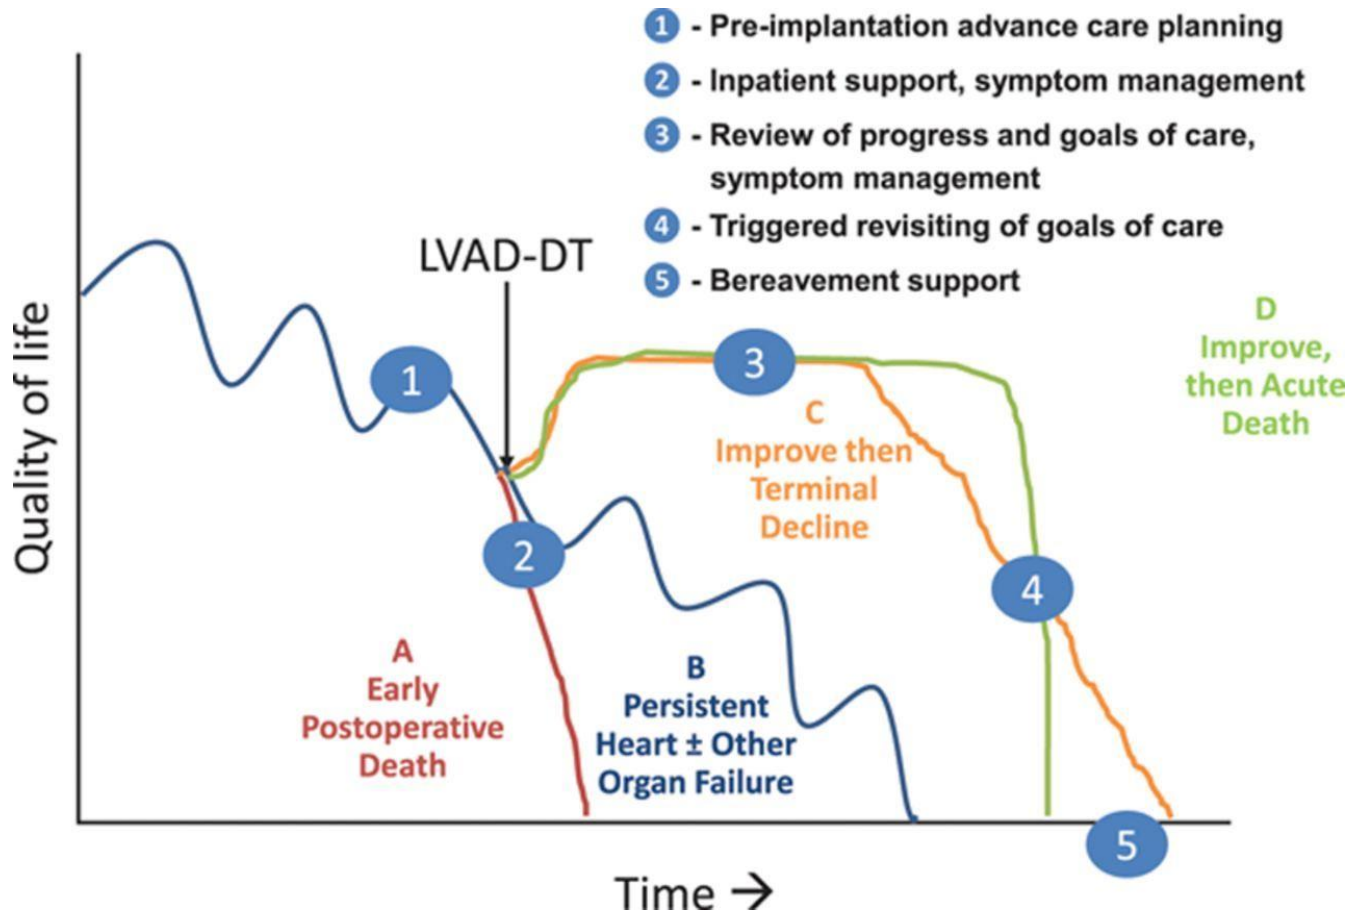 1 - Pre-implantation advance care planning
2 - Inpatient support, symptom management
3 - Review of progress and goals of care,
symptom management
4 - Triggered revisiting of goals of care
5 - Bereavement support
LVAD-DT
Quality of life
1
2
3
4
5
A
Early
Postoperative
Death
B
Persistent
Heart ± Other
Organ Failure
C
Improve then
Terminal
Decline
D
Improve,
then Acute
Death
Time →